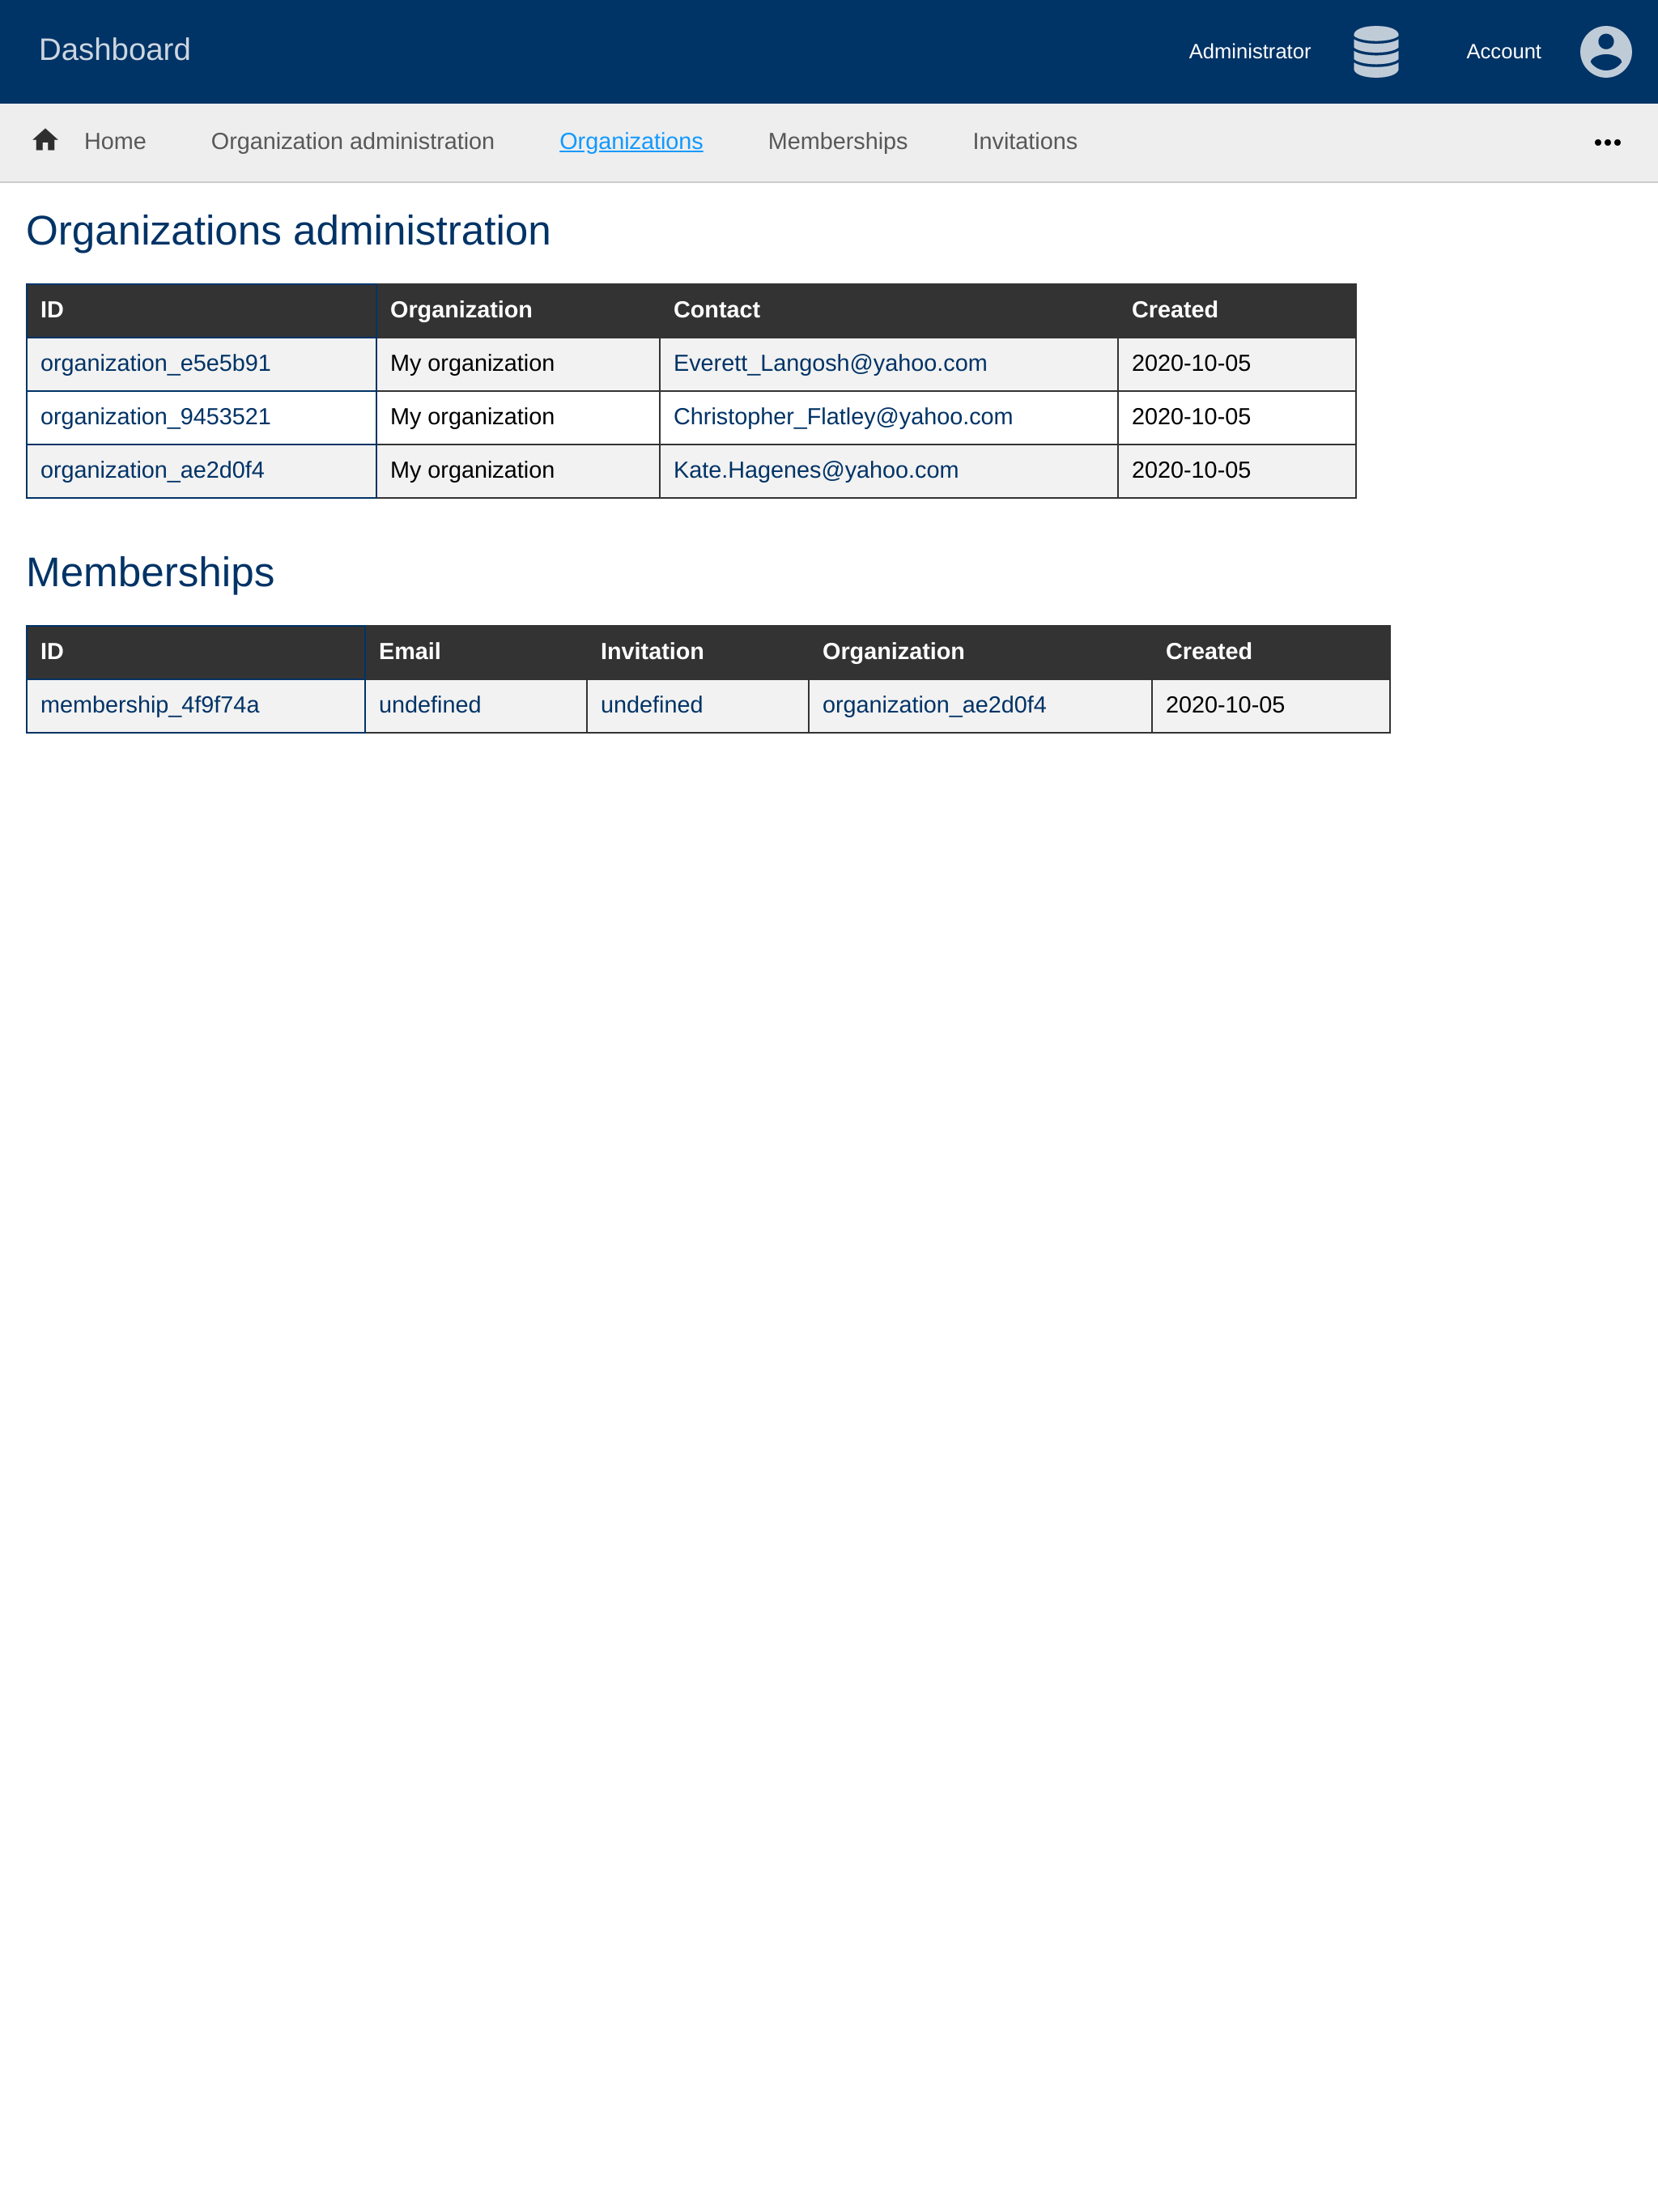 Dashboard Administrator Account
Home Organization administration Organizations Memberships Invitations
Organizations administration
ID Organization Contact Created
organization_e5e5b91 My organization Everett_Langosh@yahoo.com 2020-10-05
organization_9453521 My organization Christopher_Flatley@yahoo.com 2020-10-05
organization_ae2d0f4 My organization Kate.Hagenes@yahoo.com 2020-10-05
Memberships
ID Email Invitation Organization Created
membership_4f9f74a undefined undefined organization_ae2d0f4 2020-10-05